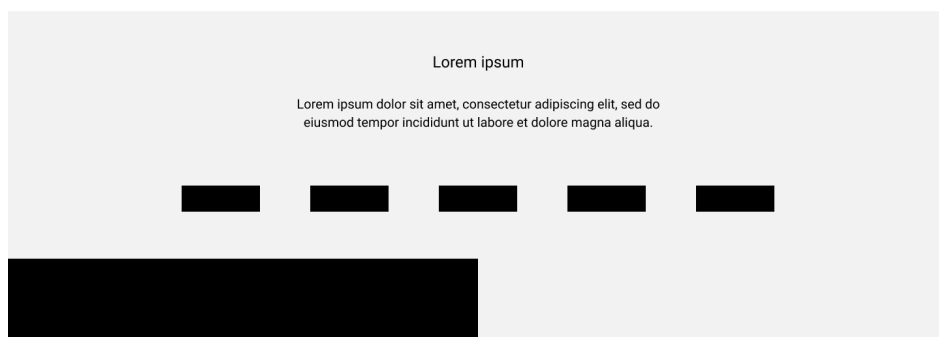 Lorem ipsum
Lorem ipsum dolor sit amet, consectetur adipiscing elit, sed do
eiusmod tempor incididunt ut labore et dolore magna aliqua.